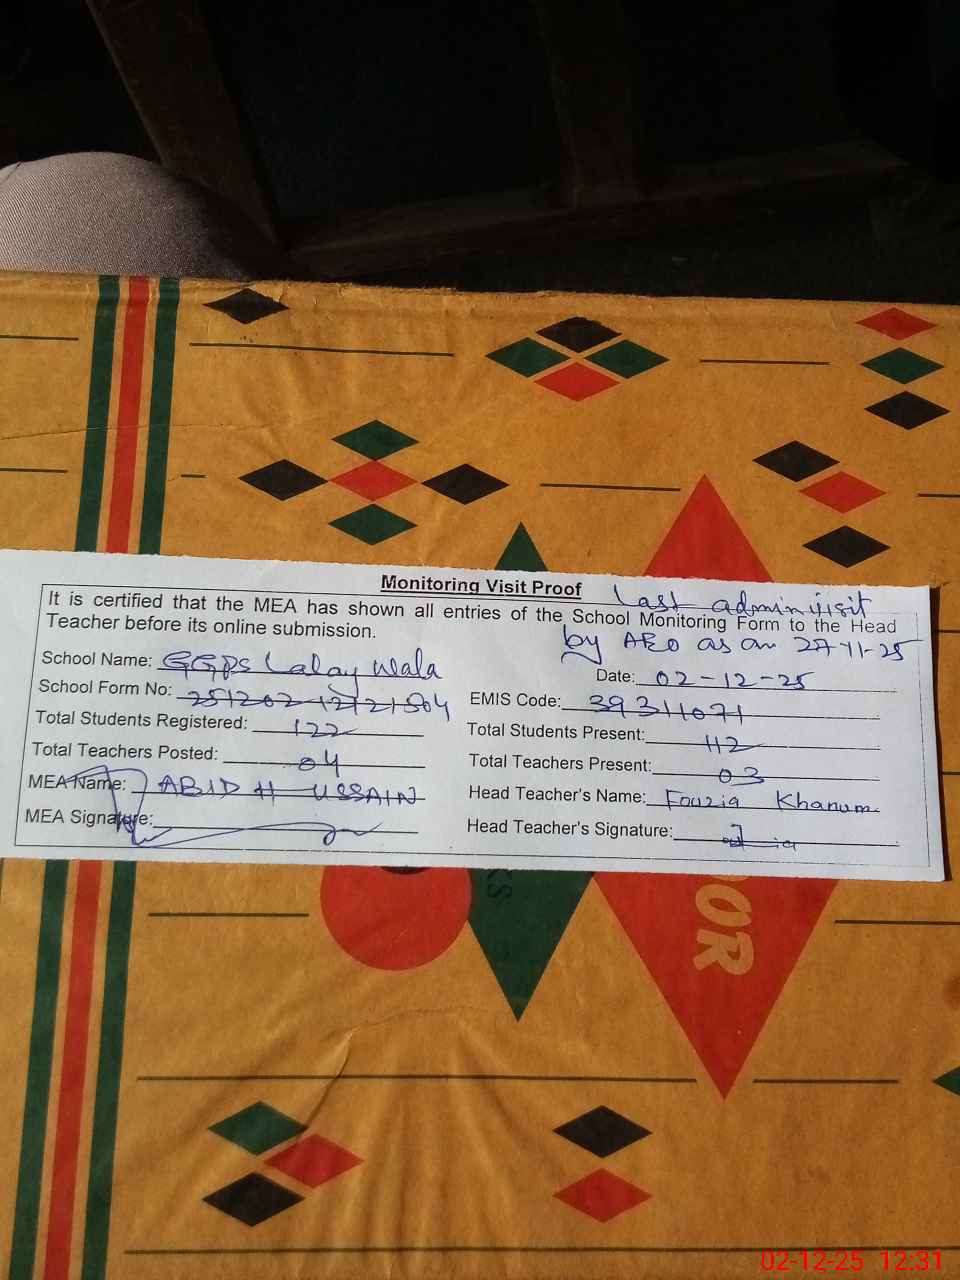 Monitoring Visit Proof
Last admin visit
It is certified that the MEA has shown all entries of the School Monitoring Form to the Head
Teacher before its online submission.
by AEO as on 27-11-25
School Name: GGPS Lalay Wala
Date: 02-12-25
School Form No: 251202-12121504
EMIS Code: 39311071
Total Students Registered: 122
Total Students Present: 112
Total Teachers Posted: 04
Total Teachers Present: 03
MEA Name: ABID HUSSAIN
Head Teacher's Name: Fouzia Khanum
MEA Signature:
Head Teacher's Signature:
OOR
02-12-25 12:31